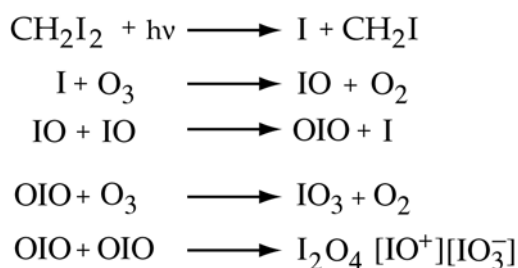 CH₂I₂ + hν ⟶ I + CH₂I
I + O₃ ⟶ IO + O₂
IO + IO ⟶ OIO + I
OIO + O₃ ⟶ IO₃ + O₂
OIO + OIO ⟶ I₂O₄ [IO⁺][IO₃⁻]